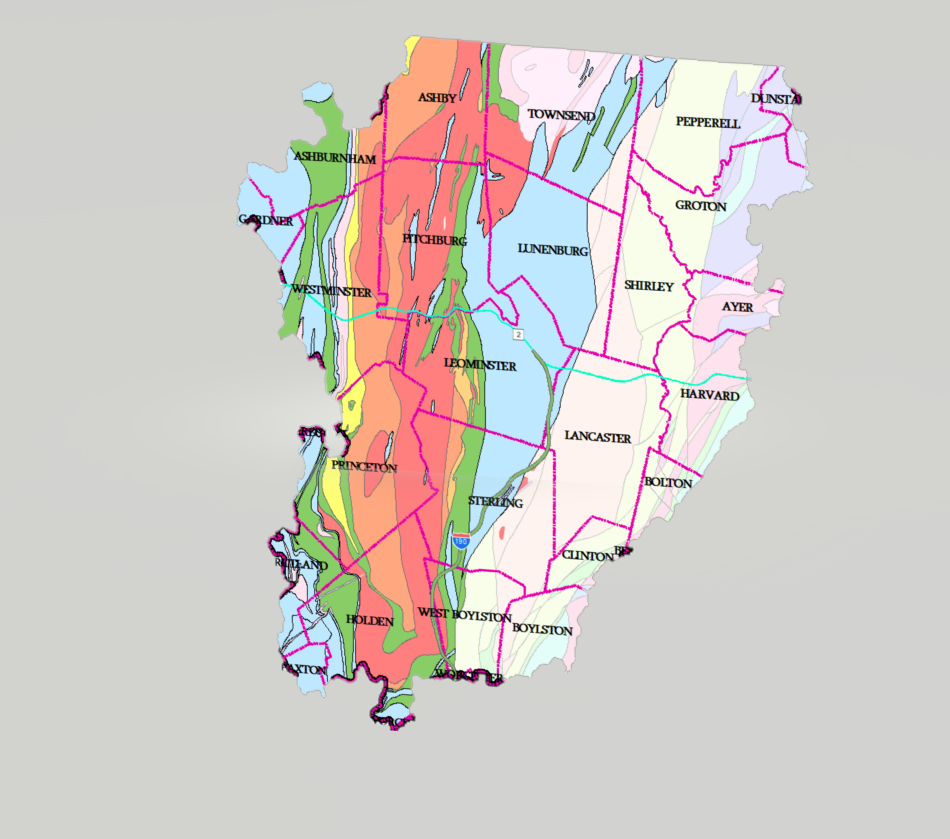 ASHBY
DUNSTA
TOWNSEND
PEPPERELL
ASHBURNHAM
GROTON
GARDNER
FITCHBURG
LUNENBURG
SHIRLEY
WESTMINSTER
AYER
2
LEOMINSTER
HARVARD
LANCASTER
PRINCETON
BOLTON
STERLING
190
CLINTON
BE
RUTLAND
WEST BOYLSTON
HOLDEN
BOYLSTON
PAXTON